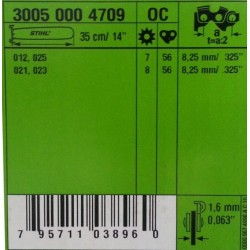 3005 000 4709 OC
STIHL 35 cm/ 14" a t=a:2
012, 025 7 56 8,25 mm/ .325"
021, 023 8 56 8,25 mm/ .325"
1,6 mm
0.063"
7 95711 03896 0